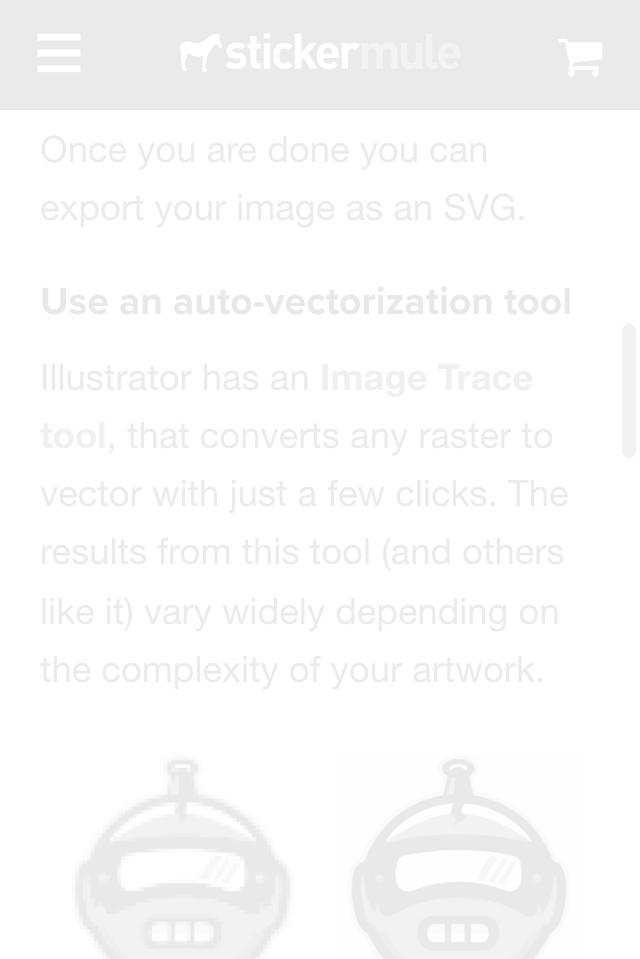 stickermule
Once you are done you can
export your image as an SVG.
Use an auto-vectorization tool
Illustrator has an Image Trace
tool, that converts any raster to
vector with just a few clicks. The
results from this tool (and others
like it) vary widely depending on
the complexity of your artwork.